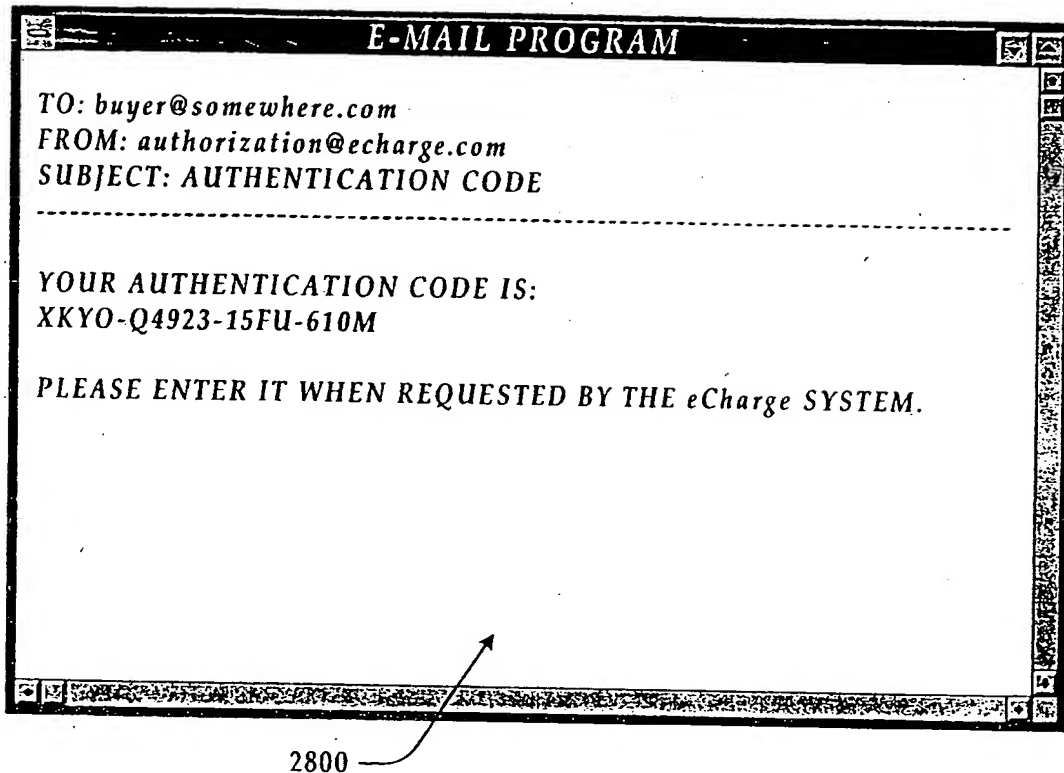 E-MAIL PROGRAM
TO: buyer@somewhere.com
FROM: authorization@echarge.com
SUBJECT: AUTHENTICATION CODE
YOUR AUTHENTICATION CODE IS:
XKYO-Q4923-15FU-610M
PLEASE ENTER IT WHEN REQUESTED BY THE eCharge SYSTEM.
2800